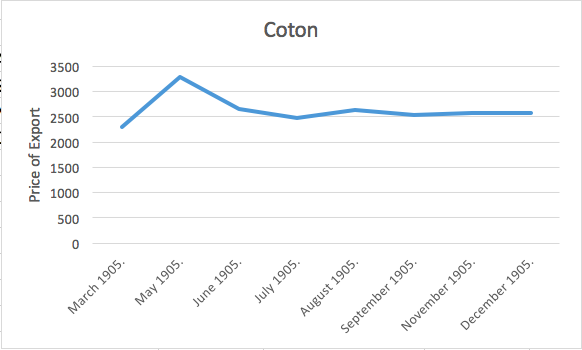 Coton
Price of Export
3500
3000
2500
2000
1500
1000
500
0
March 1905.
May 1905.
June 1905.
July 1905.
August 1905.
September 1905.
November 1905.
December 1905.